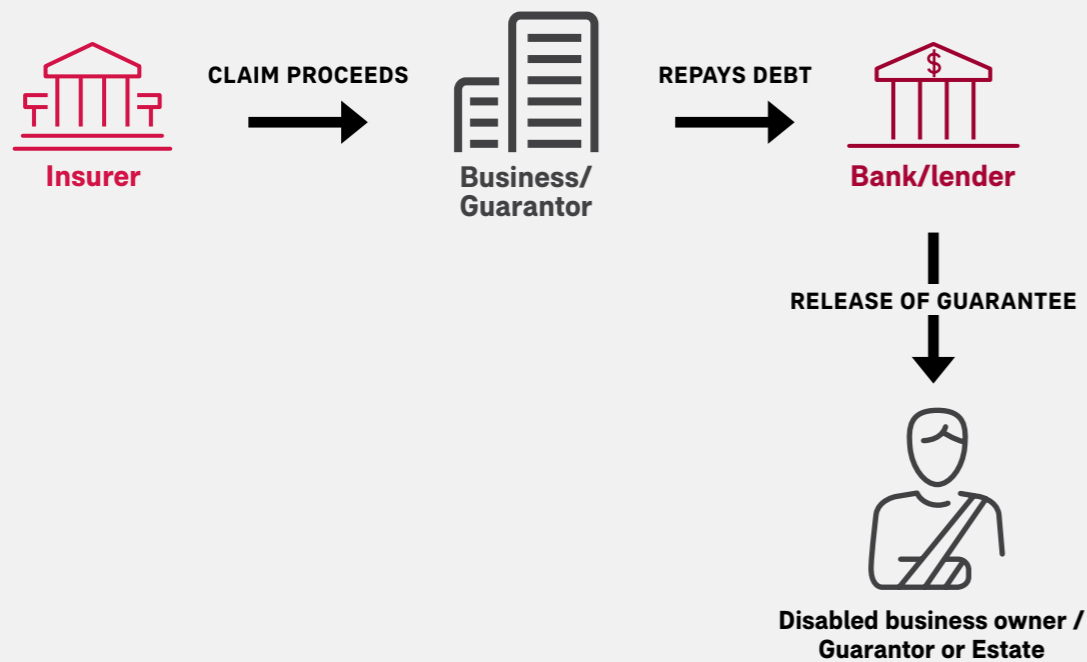 CLAIM PROCEEDS
REPAYS DEBT
$
Insurer
Business/
Guarantor
Bank/lender
RELEASE OF GUARANTEE
Disabled business owner /
Guarantor or Estate